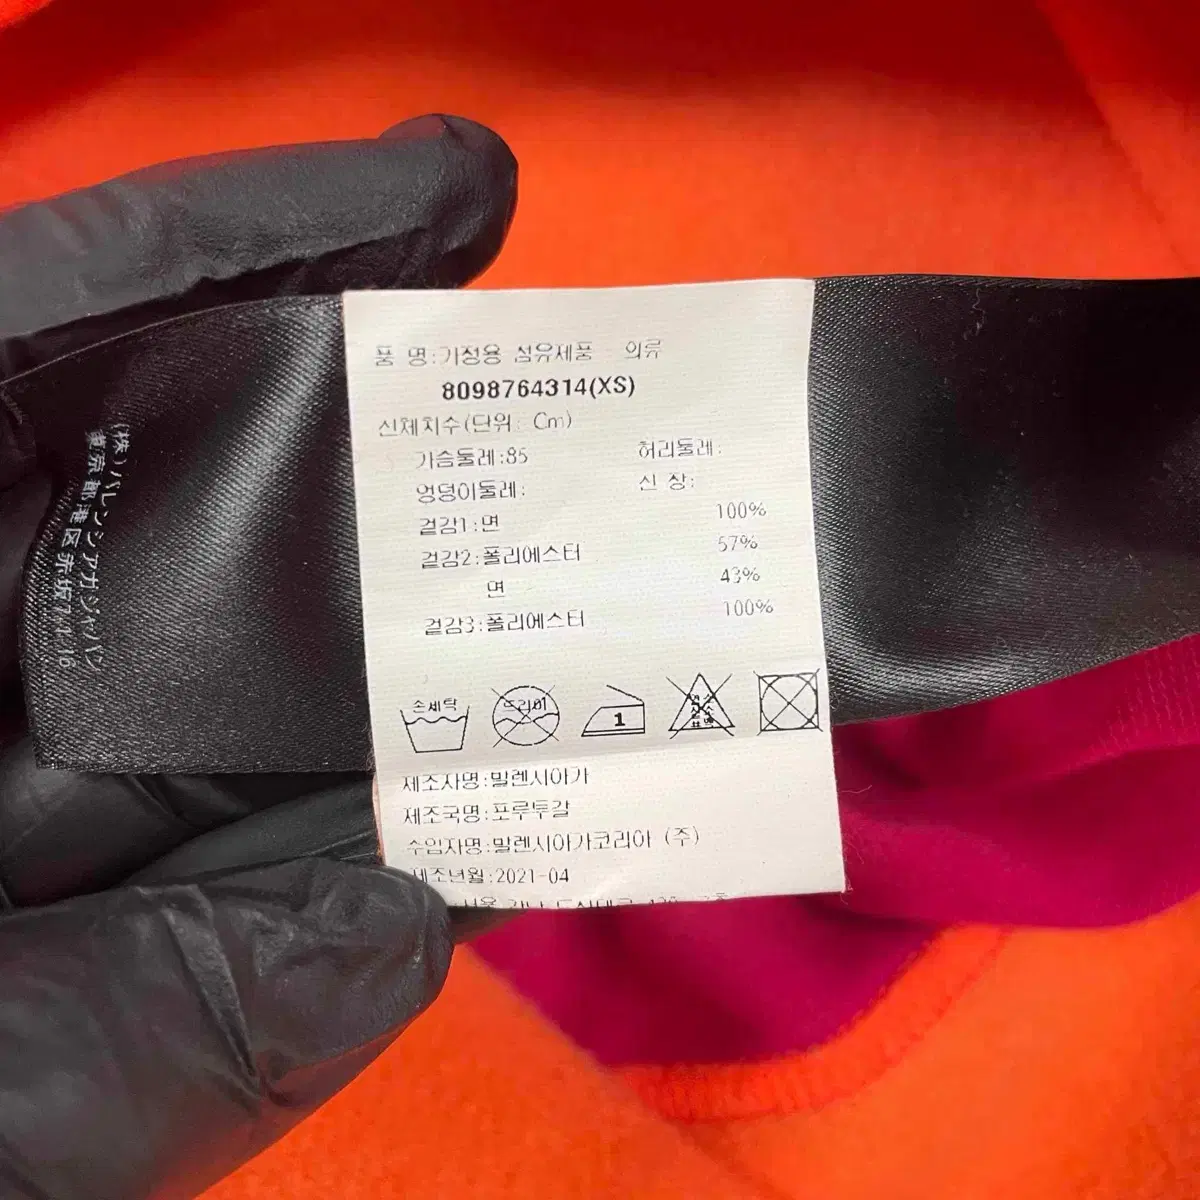 품 명:가정용 섬유제품 - 의류
8098764314(XS)
신체치수(단위: Cm)
가슴둘레:85 허리둘레:
엉덩이둘레: 신 장:
겉감1:면 100%
겉감2:폴리에스터 57%
면 43%
겉감3:폴리에스터 100%
손세탁
드라이
염소
표백
1
제조자명:발렌시아가
제조국명:포루투갈
수입자명:발렌시아가코리아 (주)
제조년월:2021-04
(株)バレンシアガジャパン
東京都港区赤坂